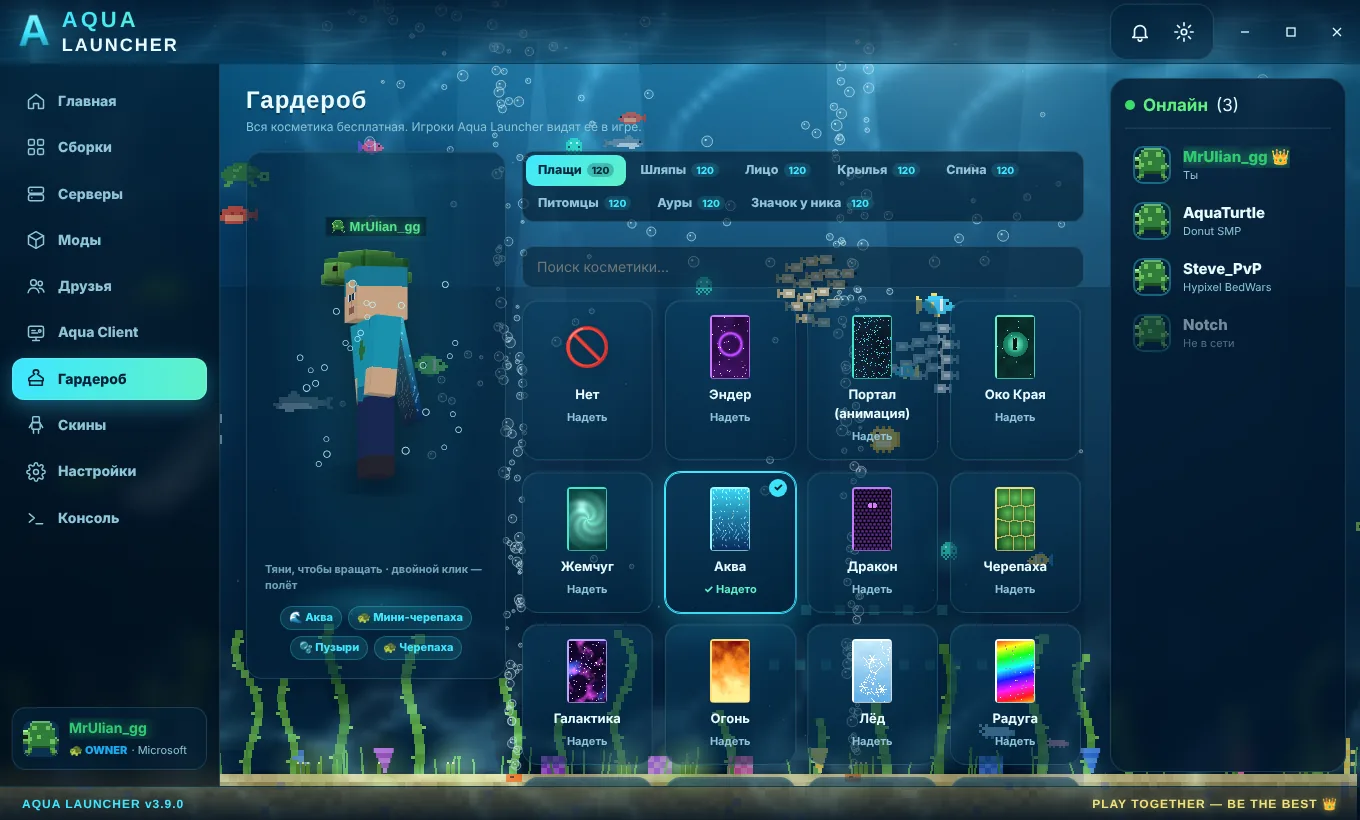 AQUA
LAUNCHER
Главная
Сборки
Серверы
Моды
Друзья
Aqua Client
Гардероб
Скины
Настройки
Консоль
MrUlian_gg
OWNER · Microsoft
Гардероб
Вся косметика бесплатная. Игроки Aqua Launcher видят её в игре.
MrUlian_gg
Тяни, чтобы вращать · двойной клик —
полёт
Аква Мини-черепаха
Пузыри Черепаха
Плащи 120 Шляпы 120 Лицо 120 Крылья 120 Спина 120
Питомцы 120 Ауры 120 Значок у ника 120
Поиск косметики...
Нет
Надеть
Эндер
Надеть
Портал
(анимация)
Надеть
Око Края
Надеть
Жемчуг
Надеть
Аква
✓ Надето
Дракон
Надеть
Черепаха
Надеть
Галактика
Надеть
Огонь
Надеть
Лёд
Надеть
Радуга
Надеть
Онлайн (3)
MrUlian_gg
Ты
AquaTurtle
Donut SMP
Steve_PvP
Hypixel BedWars
Notch
Не в сети
AQUA LAUNCHER v3.9.0
PLAY TOGETHER — BE THE BEST